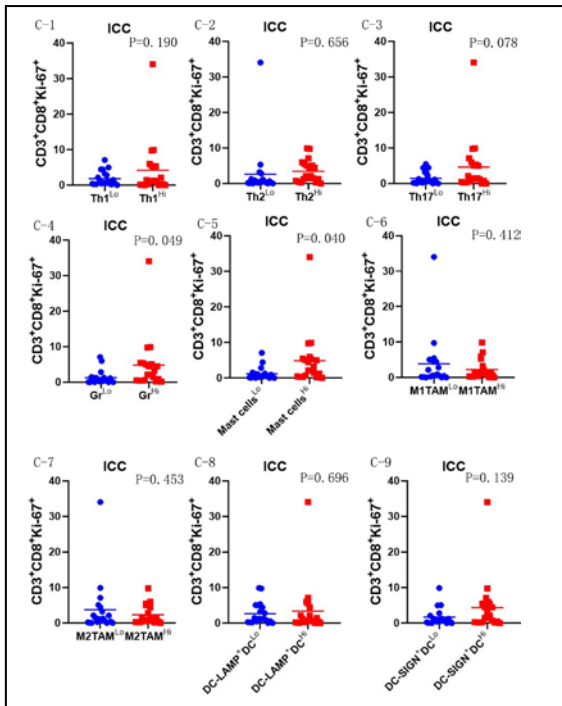 C-1 ICC P=0.190
CD3⁺CD8⁺Ki-67⁺
40
30
20
10
0
Th1ᴸᵒ Th1ᴴⁱ
C-2 ICC P=0.656
CD3⁺CD8⁺Ki-67⁺
40
30
20
10
0
Th2ᴸᵒ Th2ᴴⁱ
C-3 ICC P=0.078
CD3⁺CD8⁺Ki-67⁺
40
30
20
10
0
Th17ᴸᵒ Th17ᴴⁱ
C-4 ICC P=0.049
CD3⁺CD8⁺Ki-67⁺
40
30
20
10
0
Grᴸᵒ Grᴴⁱ
C-5 ICC P=0.040
CD3⁺CD8⁺Ki-67⁺
40
30
20
10
0
Mast cellsᴸᵒ Mast cellsᴴⁱ
C-6 ICC P=0.412
CD3⁺CD8⁺Ki-67⁺
40
30
20
10
0
M1TAMᴸᵒ M1TAMᴴⁱ
C-7 ICC P=0.453
CD3⁺CD8⁺Ki-67⁺
40
30
20
10
0
M2TAMᴸᵒ M2TAMᴴⁱ
C-8 ICC P=0.696
CD3⁺CD8⁺Ki-67⁺
40
30
20
10
0
DC-LAMP⁺DCᴸᵒ DC-LAMP⁺DCᴴⁱ
C-9 ICC P=0.139
CD3⁺CD8⁺Ki-67⁺
40
30
20
10
0
DC-SIGN⁺DCᴸᵒ DC-SIGN⁺DCᴴⁱ